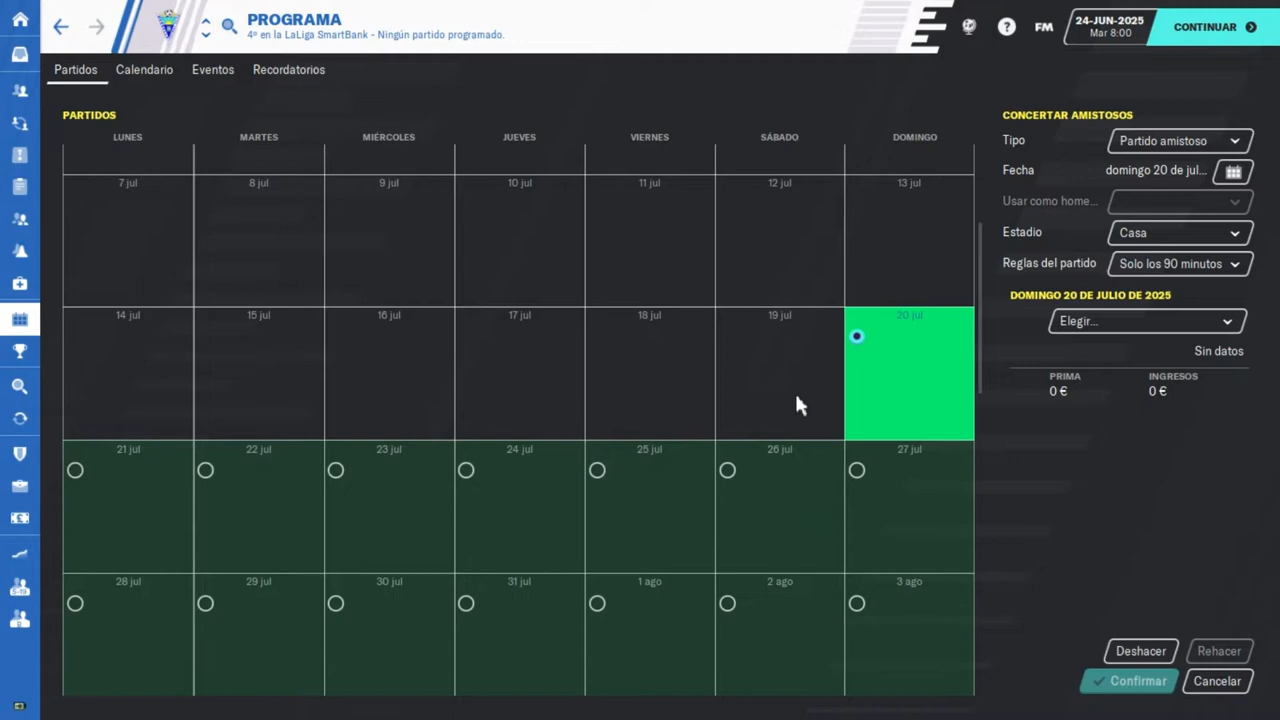 PROGRAMA
4º en la LaLiga SmartBank - Ningún partido programado.
?
FM
24-JUN-2025
Mar 8:00
CONTINUAR
Partidos
Calendario
Eventos
Recordatorios
PARTIDOS
LUNES
MARTES
MIÉRCOLES
JUEVES
VIERNES
SÁBADO
DOMINGO
7 jul
8 jul
9 jul
10 jul
11 jul
12 jul
13 jul
14 jul
15 jul
16 jul
17 jul
18 jul
19 jul
20 jul
21 jul
22 jul
23 jul
24 jul
25 jul
26 jul
27 jul
28 jul
29 jul
30 jul
31 jul
1 ago
2 ago
3 ago
CONCERTAR AMISTOSOS
Tipo
Partido amistoso
Fecha
domingo 20 de jul...
Usar como home...
Estadio
Casa
Reglas del partido
Solo los 90 minutos
DOMINGO 20 DE JULIO DE 2025
Elegir...
Sin datos
PRIMA
INGRESOS
0 €
0 €
Deshacer
Rehacer
Confirmar
Cancelar